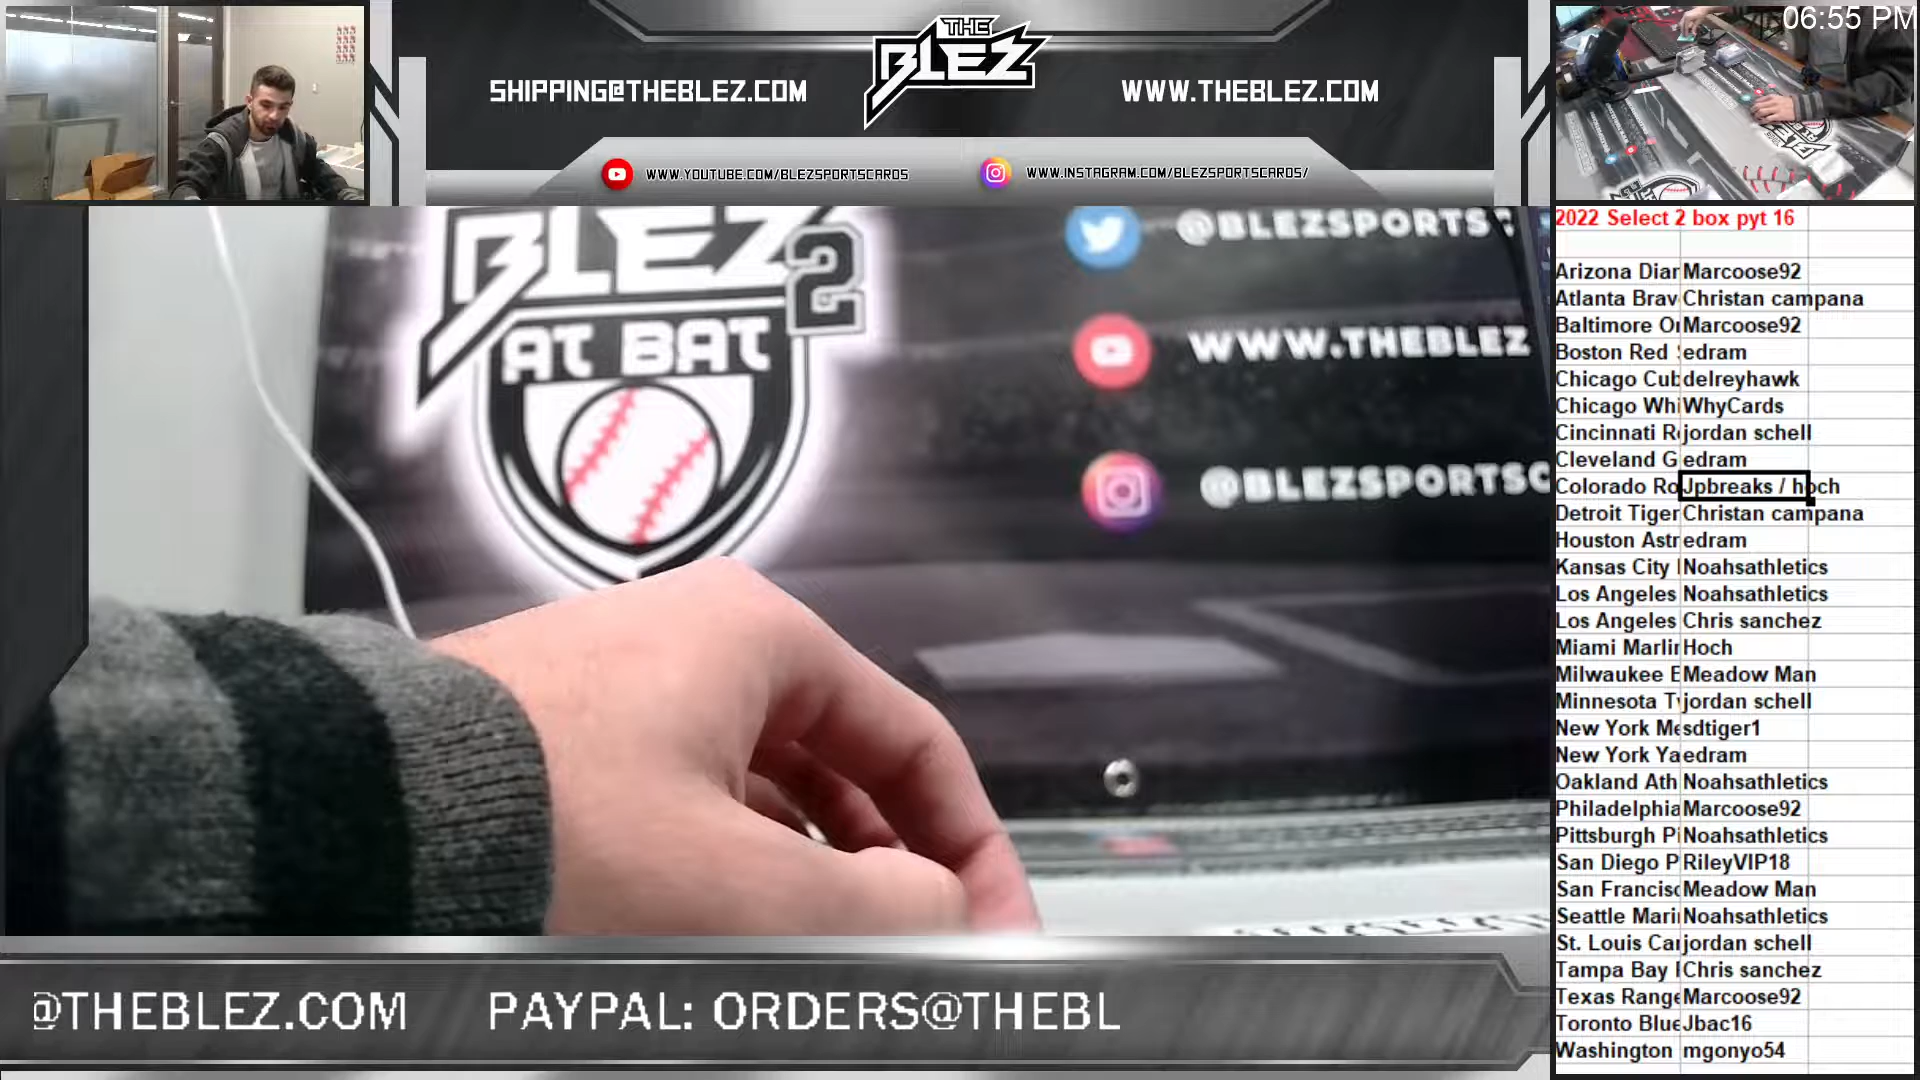 THE
BLEZ
SHIPPING@THEBLEZ.COM
WWW.THEBLEZ.COM
WWW.YOUTUBE.COM/BLEZSPORTSCARDS
WWW.INSTAGRAM.COM/BLEZSPORTSCARDS/
06:55 PM
BLEZ 2
AT BAT
@BLEZSPORTS
WWW.THEBLEZ
@BLEZSPORTSC
2022 Select 2 box pyt 16
Arizona Diar Marcoose92
Atlanta Brav Christan campana
Baltimore Or Marcoose92
Boston Red edram
Chicago Cub delreyhawk
Chicago Whi WhyCards
Cincinnati Re jordan schell
Cleveland G edram
Colorado Ro Jpbreaks / hoch
Detroit Tiger Christan campana
Houston Astr edram
Kansas City Noahsathletics
Los Angeles Noahsathletics
Los Angeles Chris sanchez
Miami Marlin Hoch
Milwaukee B Meadow Man
Minnesota Tw jordan schell
New York Me sdtiger1
New York Ya edram
Oakland Ath Noahsathletics
Philadelphia Marcoose92
Pittsburgh Pi Noahsathletics
San Diego P RileyVIP18
San Francisc Meadow Man
Seattle Mari Noahsathletics
St. Louis Car jordan schell
Tampa Bay Chris sanchez
Texas Range Marcoose92
Toronto Blue Jbac16
Washington mgonyo54
@THEBLEZ.COM PAYPAL: ORDERS@THEBL